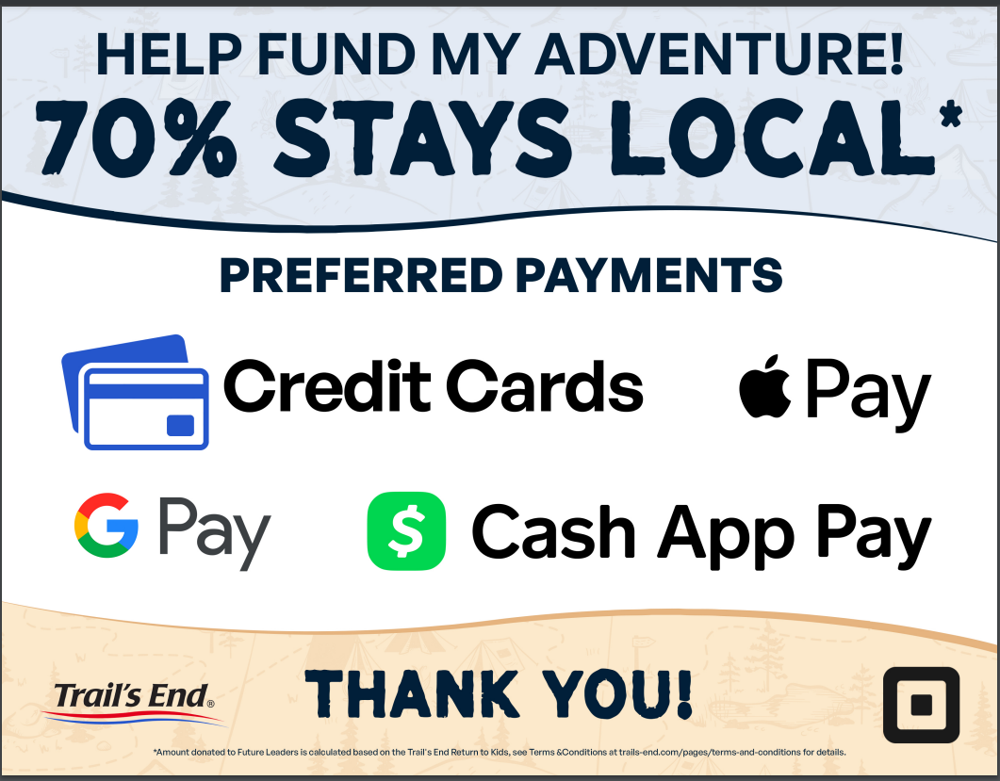 HELP FUND MY ADVENTURE!
70% STAYS LOCAL*
PREFERRED PAYMENTS
Credit Cards
Pay
G Pay
$ Cash App Pay
Trail's End®
THANK YOU!
*Amount donated to Future Leaders is calculated based on the Trail's End Return to Kids, see Terms &Conditions at trails-end.com/pages/terms-and-conditions for details.